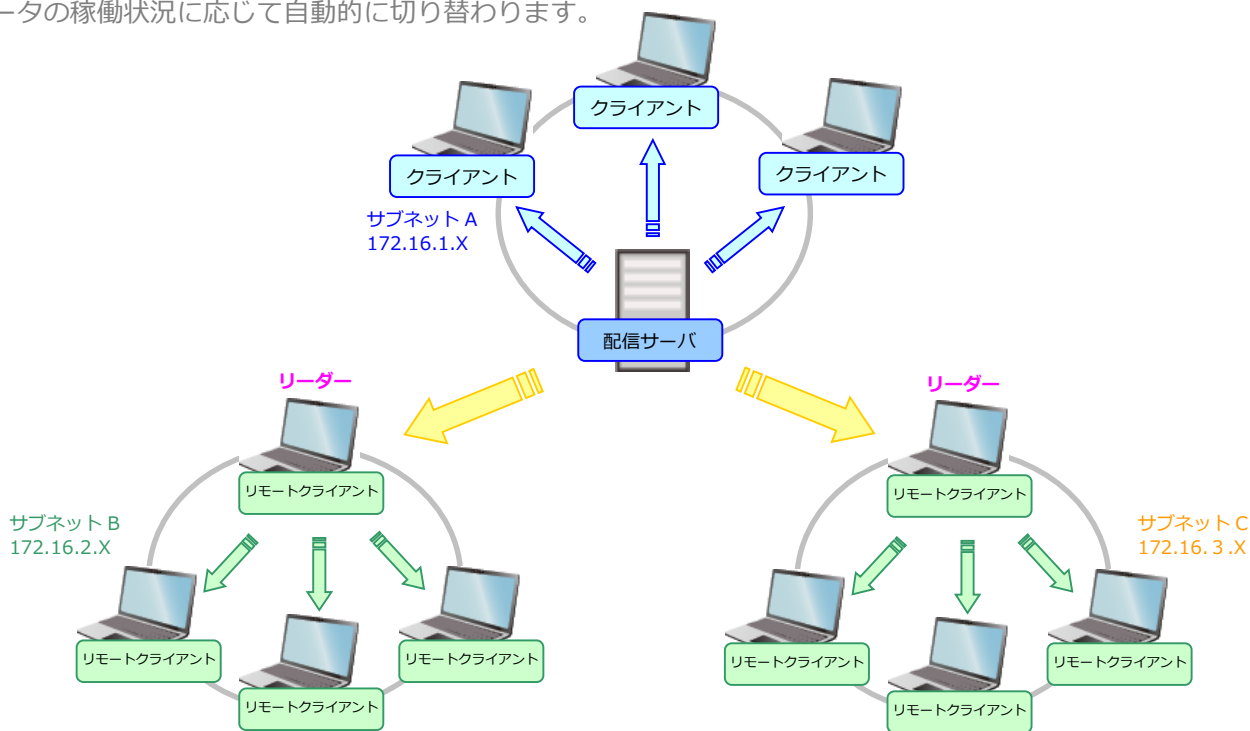 ータの稼働状況に応じて自動的に切り替わります。
クライアント
クライアント
クライアント
サブネット A
172.16.1.X
配信サーバ
リーダー
リーダー
リモートクライアント
リモートクライアント
サブネット B
172.16.2.X
サブネット C
172.16.３.X
リモートクライアント
リモートクライアント
リモートクライアント
リモートクライアント
リモートクライアント
リモートクライアント